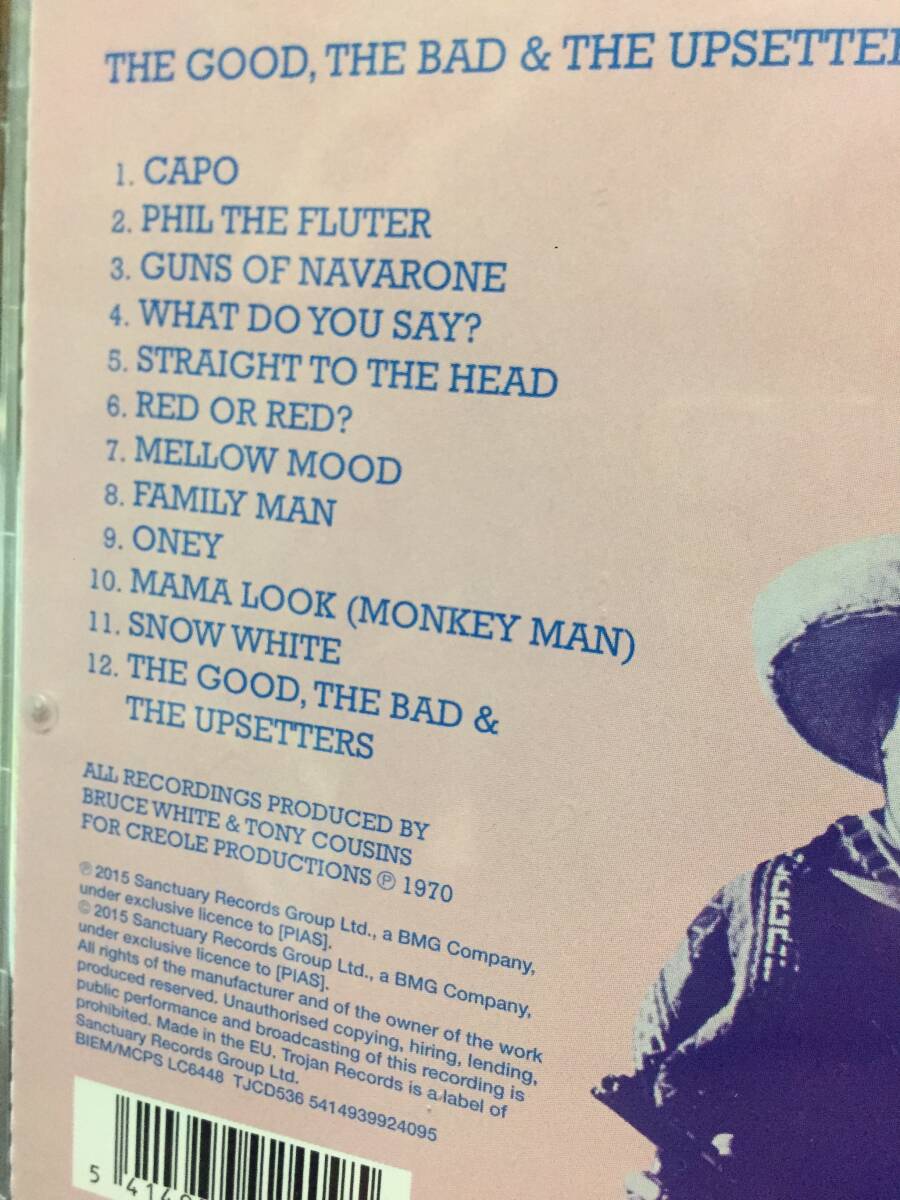 THE GOOD, THE BAD & THE UPSETTE
1. CAPO
2. PHIL THE FLUTER
3. GUNS OF NAVARONE
4. WHAT DO YOU SAY?
5. STRAIGHT TO THE HEAD
6. RED OR RED?
7. MELLOW MOOD
8. FAMILY MAN
9. ONEY
10. MAMA LOOK (MONKEY MAN)
11. SNOW WHITE
12. THE GOOD, THE BAD &
THE UPSETTERS
ALL RECORDINGS PRODUCED BY
BRUCE WHITE & TONY COUSINS
FOR CREOLE PRODUCTIONS ℗ 1970
℗ 2015 Sanctuary Records Group Ltd., a BMG Company,
under exclusive licence to [PIAS].
© 2015 Sanctuary Records Group Ltd., a BMG Company,
under exclusive licence to [PIAS].
All rights of the manufacturer and of the owner of the work
produced reserved. Unauthorised copying, hiring, lending,
public performance and broadcasting of this recording is
prohibited. Made in the EU. Trojan Records is a label of
Sanctuary Records Group Ltd.
BIEM/MCPS LC6448 TJCD536 5414939924095
5 4149